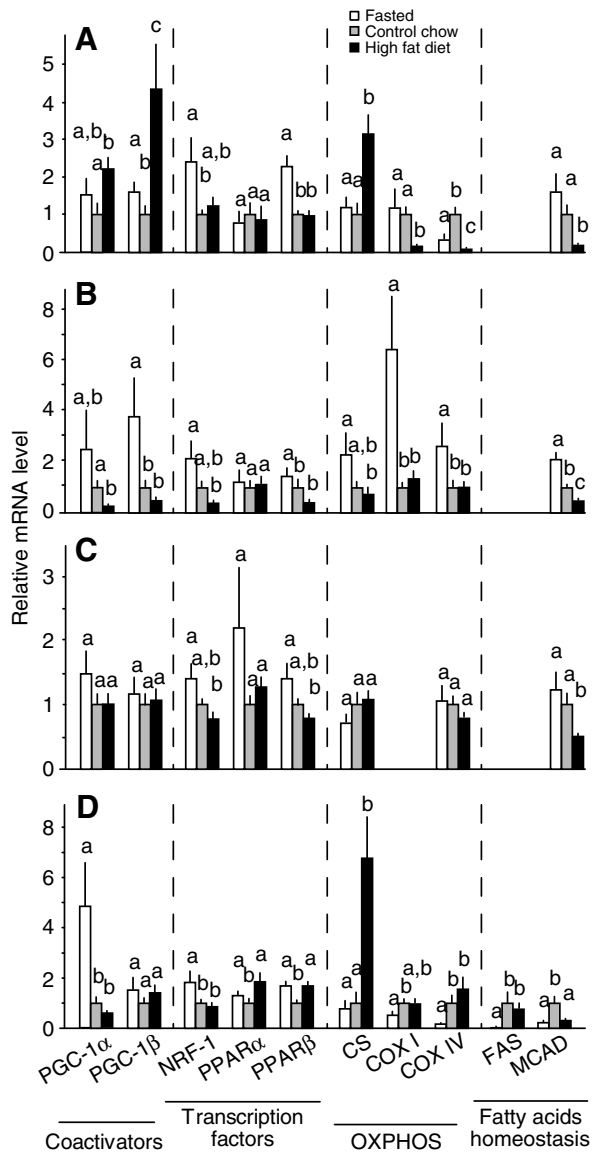 A
Fasted
Control chow
High fat diet
5
4
3
2
1
0
a,b a b
a b c
a b a,b
a a a
a b b
a a b
a a b
a b c
a a b
B
8
6
4
2
0
a,b a b
a b b
a a,b b
a a a
a b b
a a,b b
a b b
a b b
a b c
Relative mRNA level
C
3
2
1
0
a a a
a a a
a a,b b
a a a
a a,b b
a a a
a a a
a a b
D
8
6
4
2
0
a b b
a a a
a b b
a b a
a b a
a a b
a b a,b
a b b
a b b
a b a
PGC-1α
PGC-1β
NRF-1
PPARα
PPARβ
CS
COX I
COX IV
FAS
MCAD
Coactivators
Transcription
factors
OXPHOS
Fatty acids
homeostasis